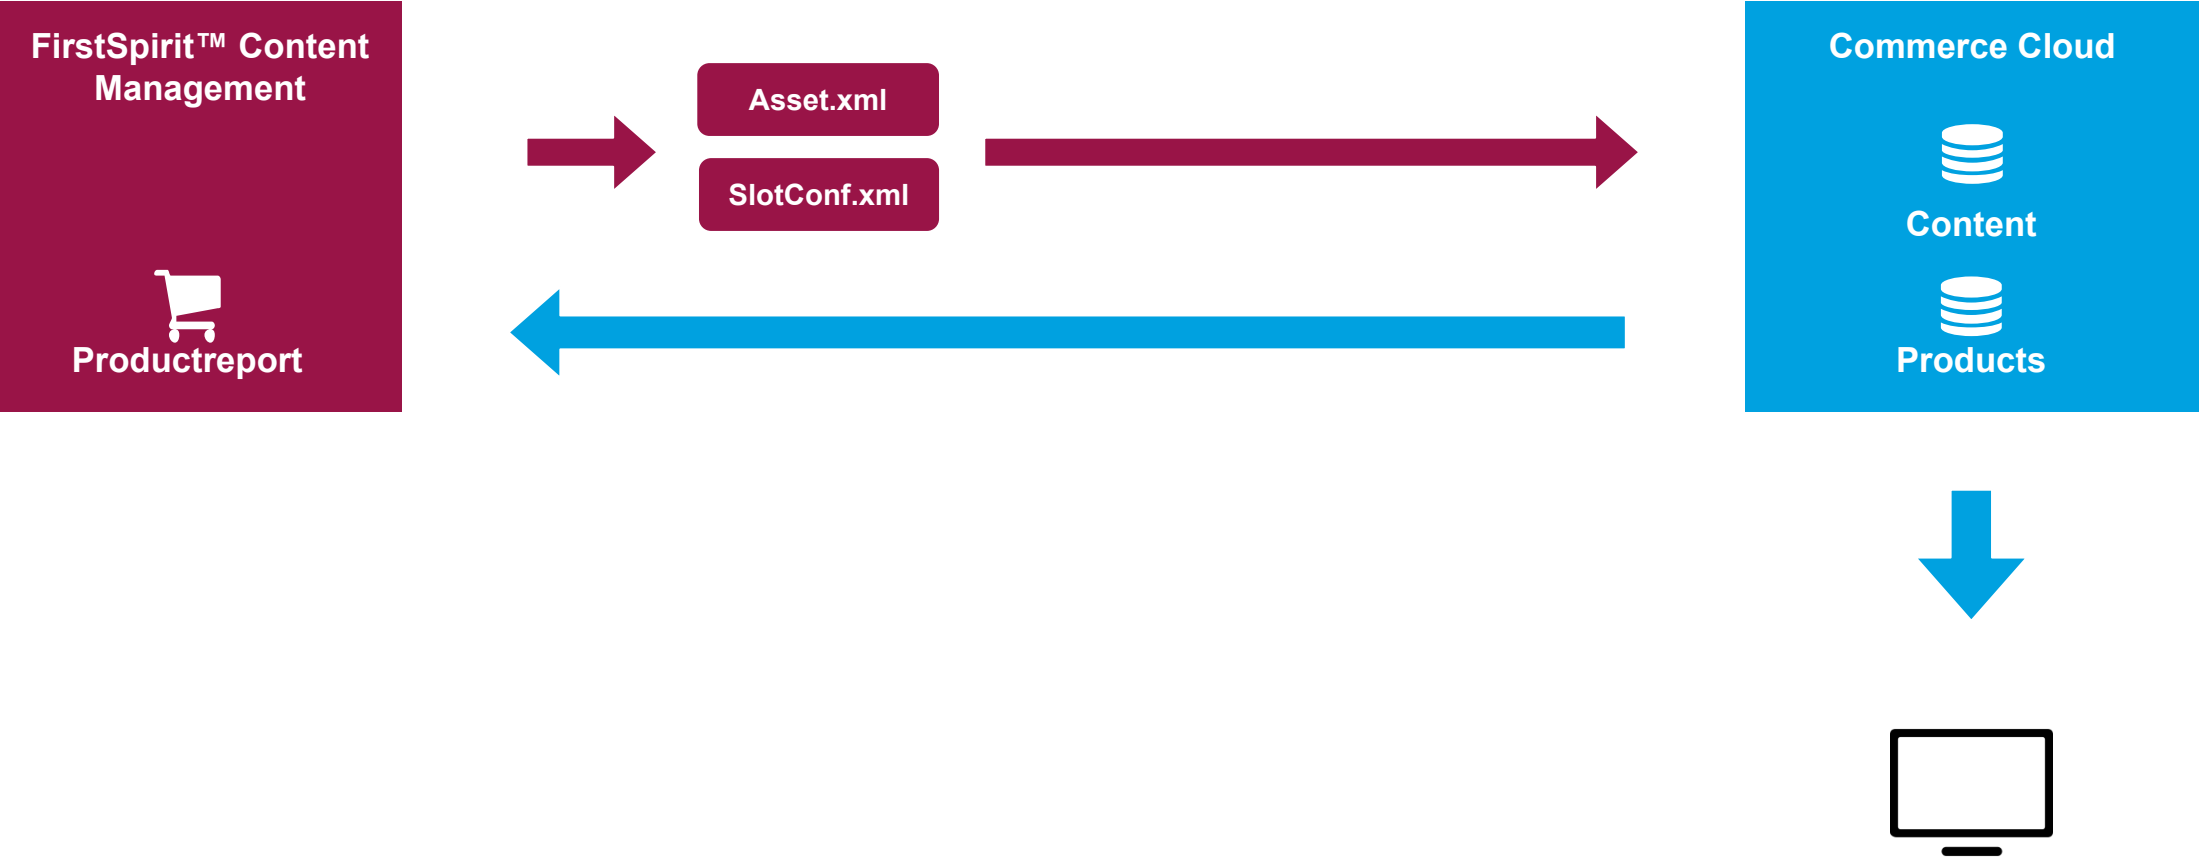 FirstSpirit™ Content
Management
Productreport
Asset.xml
SlotConf.xml
Commerce Cloud
Content
Products